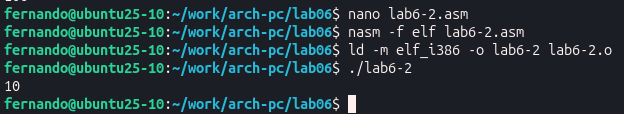 fernando@ubuntu25-10:~/work/arch-pc/lab06$ nano lab6-2.asm
fernando@ubuntu25-10:~/work/arch-pc/lab06$ nasm -f elf lab6-2.asm
fernando@ubuntu25-10:~/work/arch-pc/lab06$ ld -m elf_i386 -o lab6-2 lab6-2.o
fernando@ubuntu25-10:~/work/arch-pc/lab06$ ./lab6-2
10
fernando@ubuntu25-10:~/work/arch-pc/lab06$